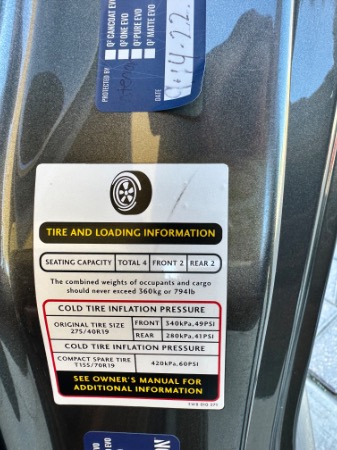 Q² CANCOAT EVO
Q² ONE EVO
Q² PURE EVO
Q² MATTE EVO
PROTECTED BY
DATE
TIRE AND LOADING INFORMATION
SEATING CAPACITY TOTAL 4 FRONT 2 REAR 2
The combined weights of occupants and cargo
should never exceed 360kg or 794lb
COLD TIRE INFLATION PRESSURE
ORIGINAL TIRE SIZE
275/40R19
FRONT 340kPa,49PSI
REAR 280kPa,41PSI
COLD TIRE INFLATION PRESSURE
COMPACT SPARE TIRE
T155/70R19
420kPa,60PSI
SEE OWNER'S MANUAL FOR
ADDITIONAL INFORMATION